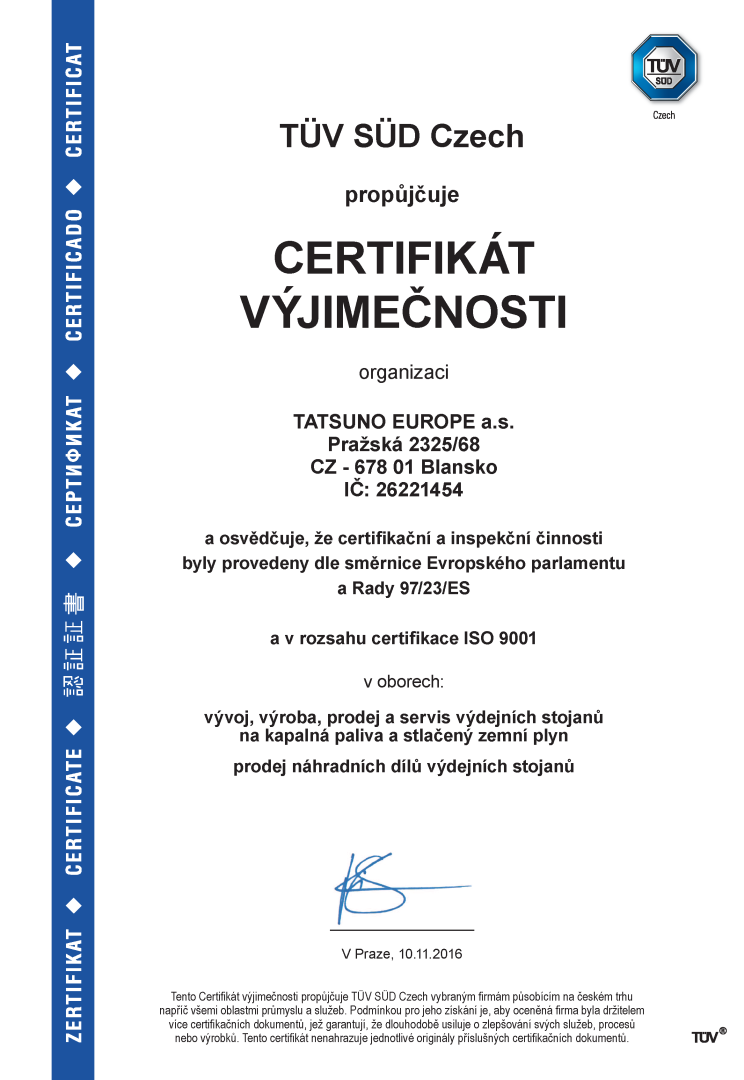 TÜV
SÜD
Czech
TÜV SÜD Czech
propůjčuje
CERTIFIKÁT
VÝJIMEČNOSTI
organizaci
TATSUNO EUROPE a.s.
Pražská 2325/68
CZ - 678 01 Blansko
IČ: 26221454
a osvědčuje, že certifikační a inspekční činnosti
byly provedeny dle směrnice Evropského parlamentu
a Rady 97/23/ES
a v rozsahu certifikace ISO 9001
v oborech:
vývoj, výroba, prodej a servis výdejních stojanů
na kapalná paliva a stlačený zemní plyn
prodej náhradních dílů výdejních stojanů
V Praze, 10.11.2016
Tento Certifikát výjimečnosti propůjčuje TÜV SÜD Czech vybraným firmám působícím na českém trhu
napříč všemi oblastmi průmyslu a služeb. Podmínkou pro jeho získání je, aby oceněná firma byla držitelem
více certifikačních dokumentů, jež garantují, že dlouhodobě usiluje o zlepšování svých služeb, procesů
nebo výrobků. Tento certifikát nenahrazuje jednotlivé originály příslušných certifikačních dokumentů.
TÜV®
ZERTIFIKAT ◆ CERTIFICATE ◆ 認証証書 ◆ СЕРТИФИКАТ ◆ CERTIFICADO ◆ CERTIFICAT